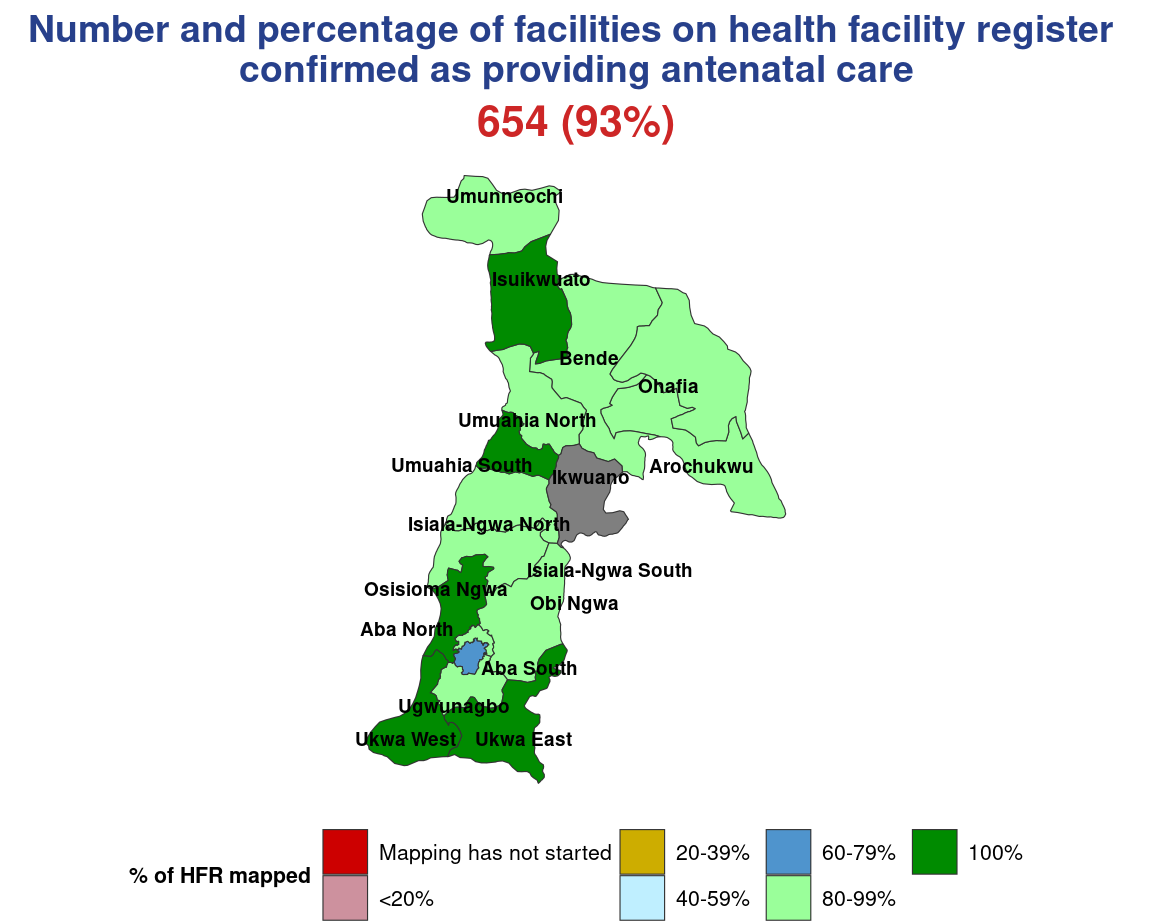 Number and percentage of facilities on health facility register
confirmed as providing antenatal care
654 (93%)
Umunneochi
Isuikwuato
Bende
Ohafia
Umuahia North
Umuahia South
Arochukwu
Ikwuano
Isiala-Ngwa North
Isiala-Ngwa South
Osisioma Ngwa
Obi Ngwa
Aba North
Aba South
Ugwunagbo
Ukwa West
Ukwa East
% of HFR mapped
Mapping has not started
<20%
20-39%
40-59%
60-79%
80-99%
100%